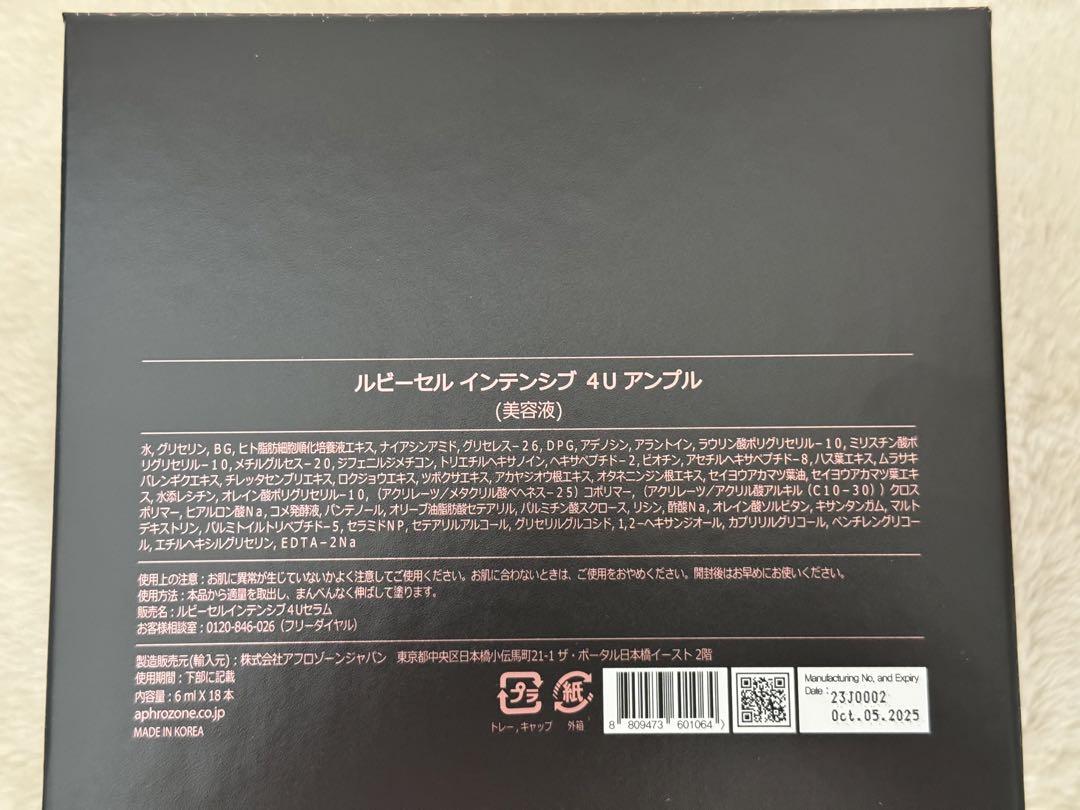 ルビーセル インテンシブ 4U アンプル
(美容液)
水, グリセリン, BG, ヒト脂肪細胞順化培養液エキス, ナイアシンアミド, グリセレス-26, DPG, アデノシン, アラントイン, ラウリン酸ポリグリセリル-10, ミリスチン酸ポ
リグリセリル-10, メチルグルセス-20, ジフェニルジメチコン, トリエチルヘキサノイン, ヘキサペプチド-2, ビオチン, アセチルヘキサペプチド-8, ハス葉エキス, ムラサキ
バレンギクエキス, チレッタセンブリエキス, ロクジョウエキス, ツボクサエキス, アカヤジオウ根エキス, オタネニンジン根エキス, セイヨウアカマツ葉油, セイヨウアカマツ葉エキ
ス, 水添レシチン, オレイン酸ポリグリセリル-10, (アクリレーツ/メタクリル酸ベヘネス-25) コポリマー, (アクリレーツ/アクリル酸アルキル (C10-30)) クロス
ポリマー, ヒアルロン酸Na, コメ発酵液, パンテノール, オリーブ油脂肪酸セテアリル, パルミチン酸スクロース, リシン, 酢酸Na, オレイン酸ソルビタン, キサンタンガム, マルト
デキストリン, パルミトイルトリペプチド-5, セラミドNP, セテアリルアルコール, グリセリルグルコシド, 1,2-ヘキサンジオール, カプリリルグリコール, ペンチレングリコー
ル, エチルヘキシルグリセリン, EDTA-2Na
使用上の注意 : お肌に異常が生じていないかよく注意してご使用ください。お肌に合わないときは、ご使用をおやめください。開封後はお早めにお使いください。
使用方法 : 本品から適量を取出し、まんべんなく伸ばして塗ります。
販売名 : ルビーセルインテンシブ4Uセラム
お客様相談室 : 0120-846-026 (フリーダイヤル)
製造販売元(輸入元) : 株式会社アフロゾーンジャパン 東京都中央区日本橋小伝馬町21-1 ザ・ポータル日本橋イースト 2階
使用期間 : 下部に記載
内容量 : 6 ml X 18 本
aphrozone.co.jp
MADE IN KOREA
プラ
トレー, キャップ
紙
外箱
8 809473 601064
Manufacturing No, and Expiry
Date : 23J0002
Oct.05.2025